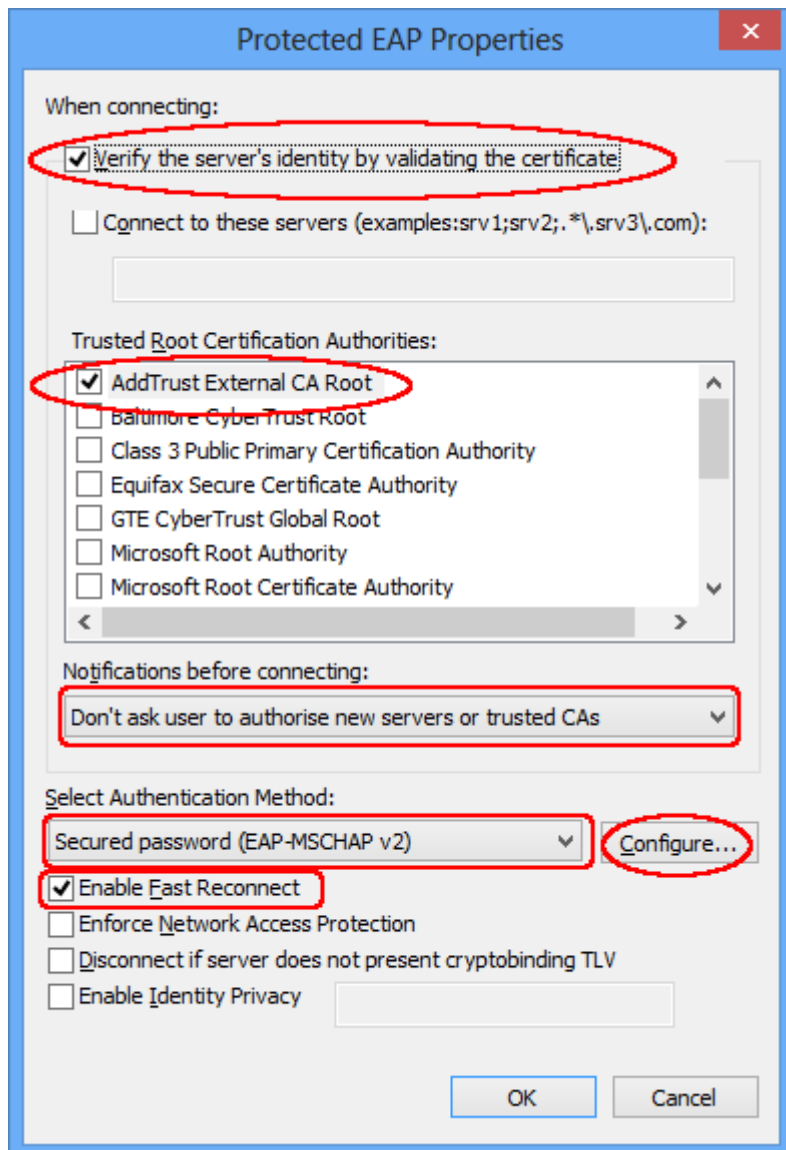 Protected EAP Properties
When connecting:
Verify the server's identity by validating the certificate
Connect to these servers (examples:srv1;srv2;.*\.srv3\.com):
Trusted Root Certification Authorities:
AddTrust External CA Root
Baltimore CyberTrust Root
Class 3 Public Primary Certification Authority
Equifax Secure Certificate Authority
GTE CyberTrust Global Root
Microsoft Root Authority
Microsoft Root Certificate Authority
Notifications before connecting:
Don't ask user to authorise new servers or trusted CAs
Select Authentication Method:
Secured password (EAP-MSCHAP v2) Configure...
Enable Fast Reconnect
Enforce Network Access Protection
Disconnect if server does not present cryptobinding TLV
Enable Identity Privacy
OK Cancel